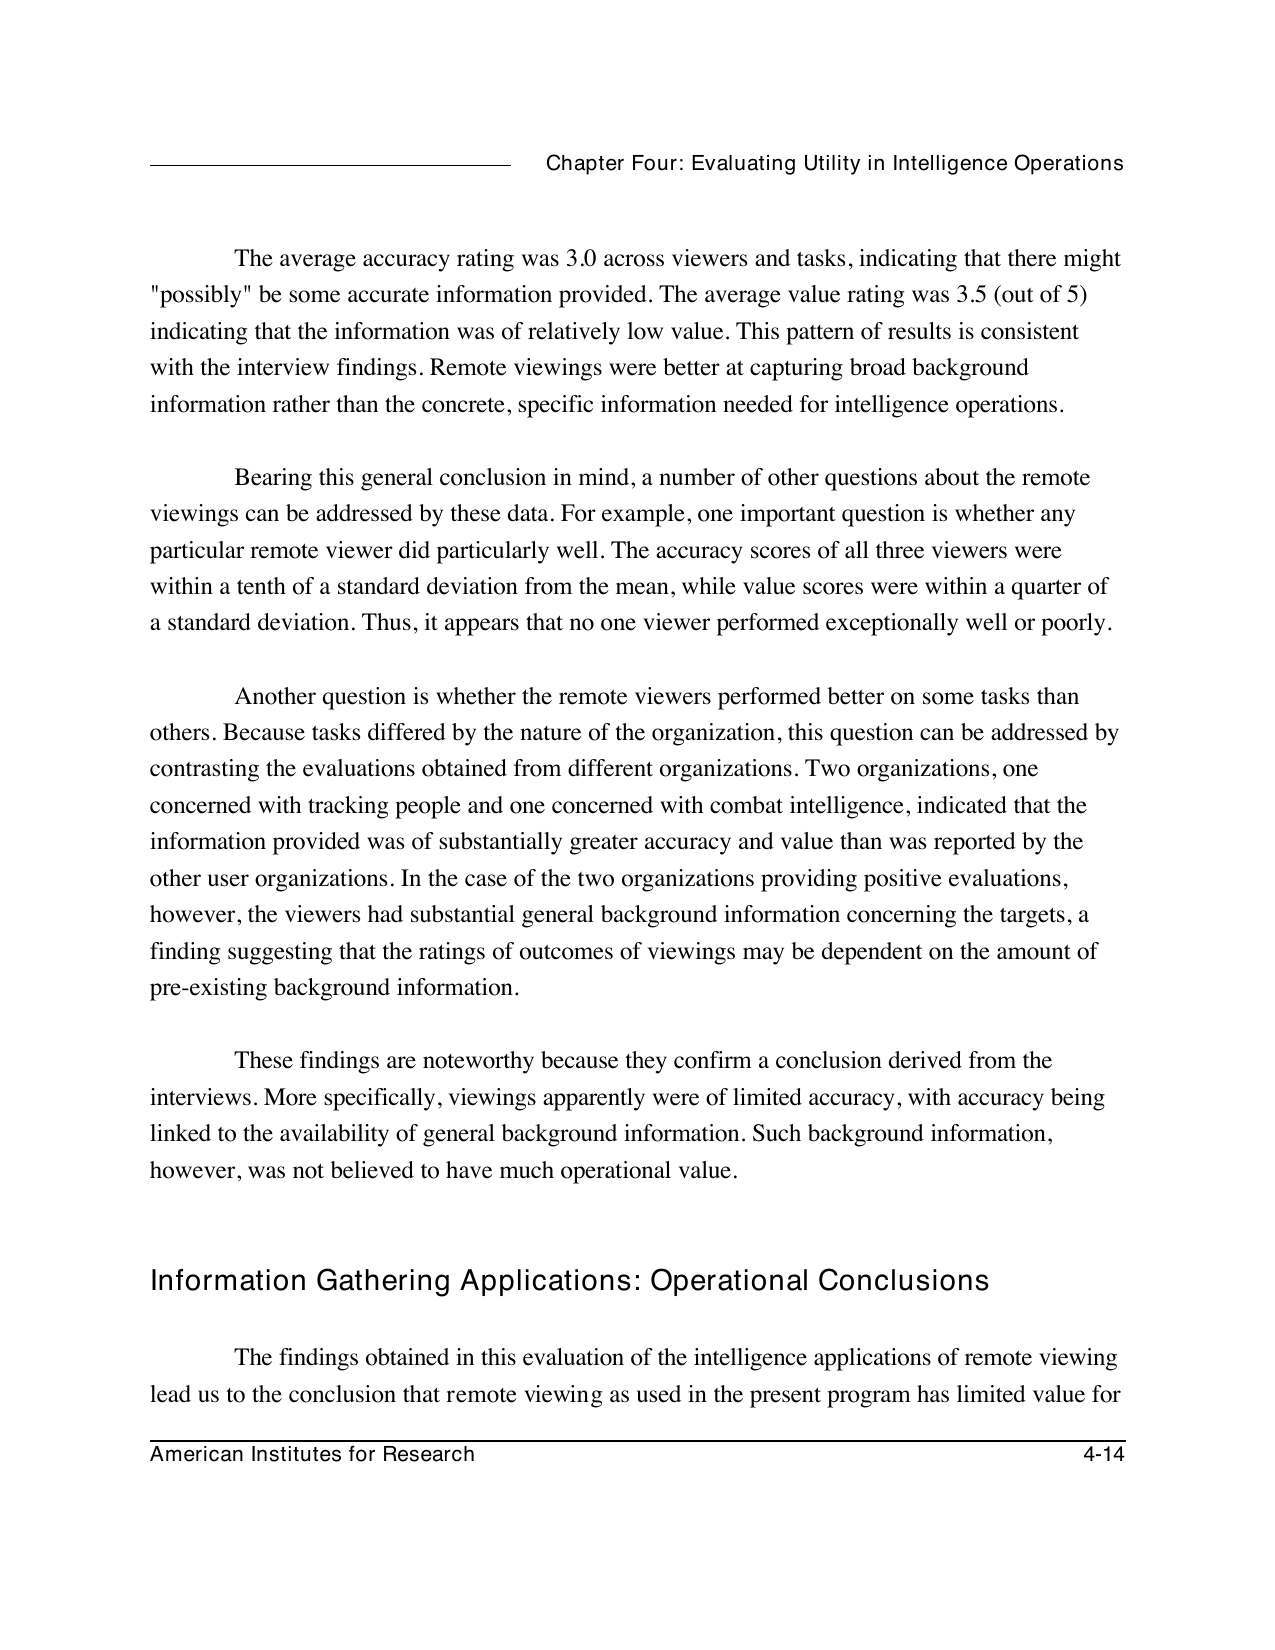 Chapter Four: Evaluating Utility in Intelligence Operations
The average accuracy rating was 3.0 across viewers and tasks, indicating that there might
"possibly" be some accurate information provided. The average value rating was 3.5 (out of 5)
indicating that the information was of relatively low value. This pattern of results is consistent
with the interview findings. Remote viewings were better at capturing broad background
information rather than the concrete, specific information needed for intelligence operations.
Bearing this general conclusion in mind, a number of other questions about the remote
viewings can be addressed by these data. For example, one important question is whether any
particular remote viewer did particularly well. The accuracy scores of all three viewers were
within a tenth of a standard deviation from the mean, while value scores were within a quarter of
a standard deviation. Thus, it appears that no one viewer performed exceptionally well or poorly.
Another question is whether the remote viewers performed better on some tasks than
others. Because tasks differed by the nature of the organization, this question can be addressed by
contrasting the evaluations obtained from different organizations. Two organizations, one
concerned with tracking people and one concerned with combat intelligence, indicated that the
information provided was of substantially greater accuracy and value than was reported by the
other user organizations. In the case of the two organizations providing positive evaluations,
however, the viewers had substantial general background information concerning the targets, a
finding suggesting that the ratings of outcomes of viewings may be dependent on the amount of
pre-existing background information.
These findings are noteworthy because they confirm a conclusion derived from the
interviews. More specifically, viewings apparently were of limited accuracy, with accuracy being
linked to the availability of general background information. Such background information,
however, was not believed to have much operational value.
Information Gathering Applications: Operational Conclusions
The findings obtained in this evaluation of the intelligence applications of remote viewing
lead us to the conclusion that remote viewing as used in the present program has limited value for
American Institutes for Research 4-14